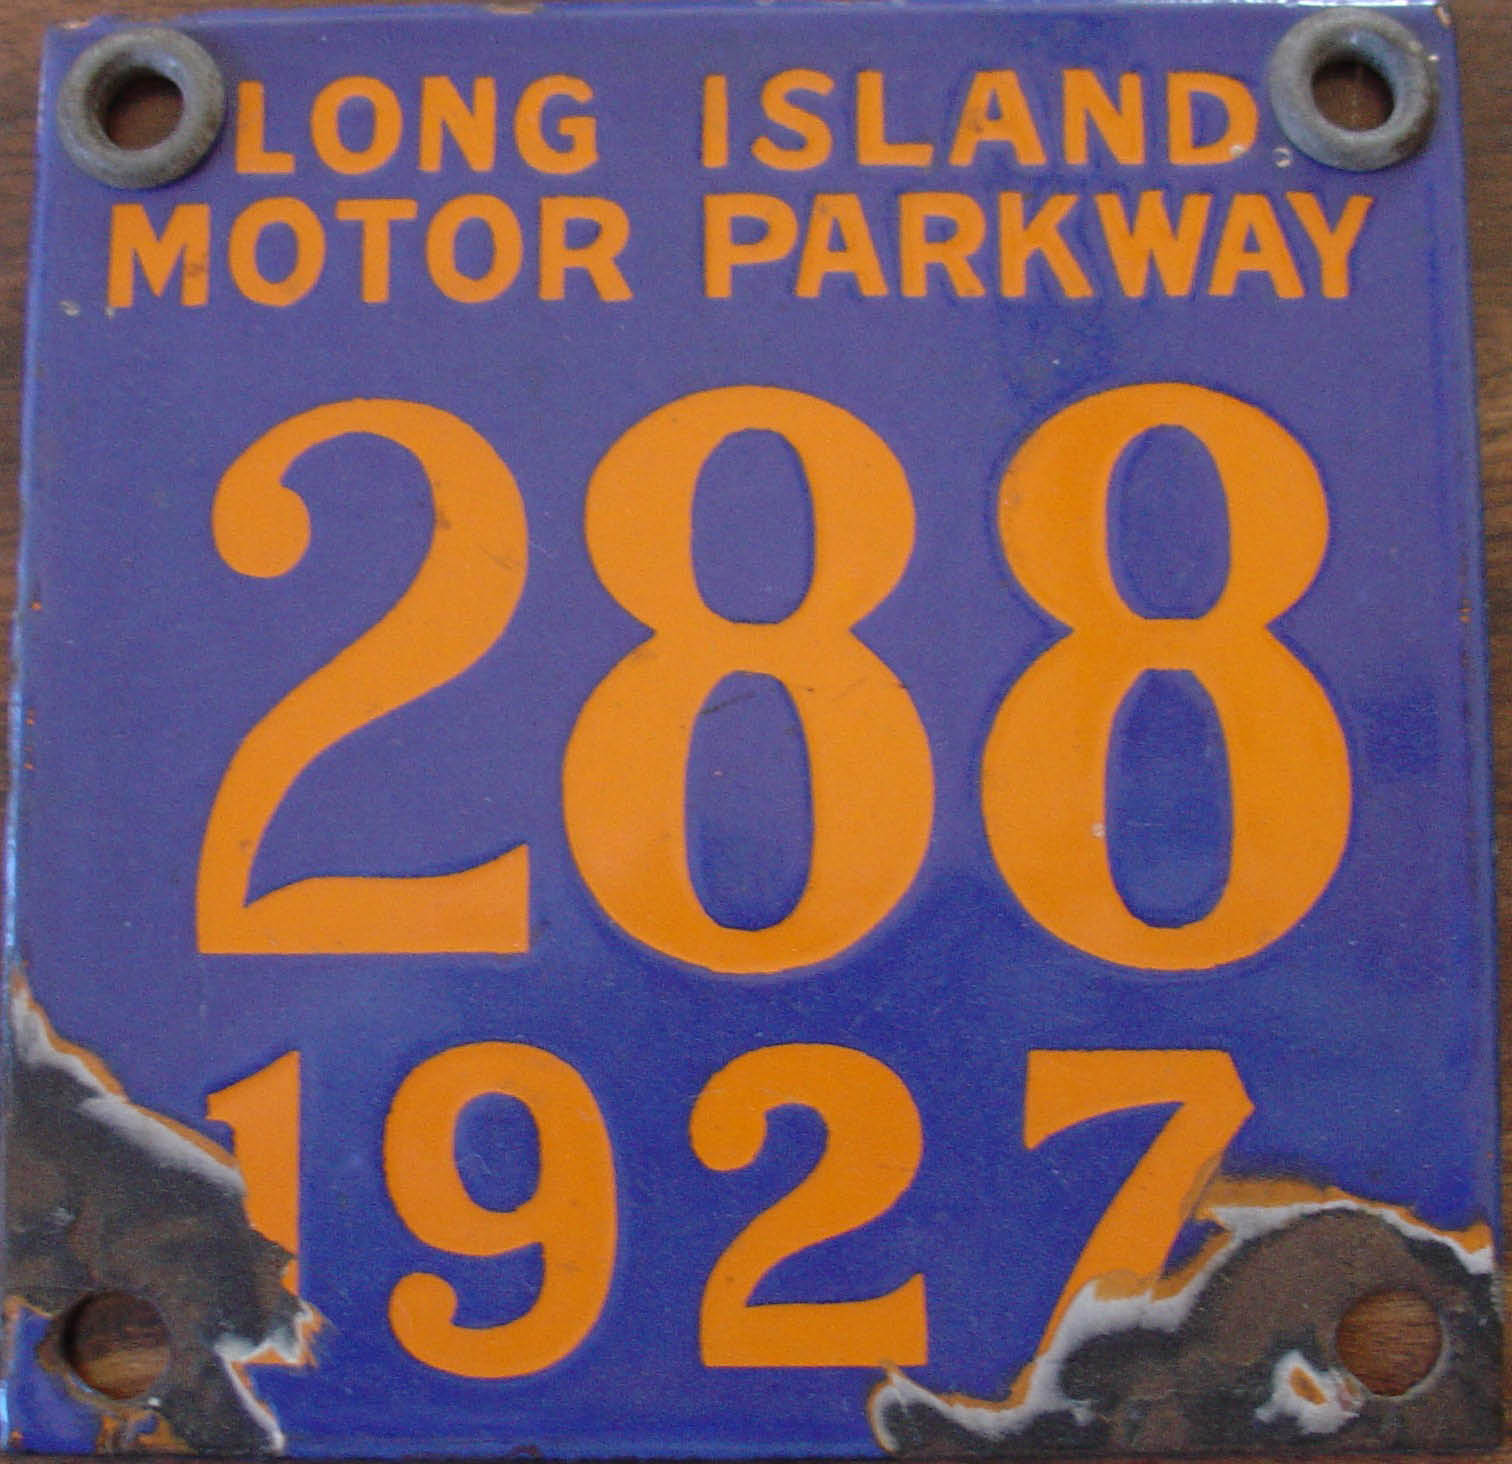 LONG ISLAND
MOTOR PARKWAY
288
1927